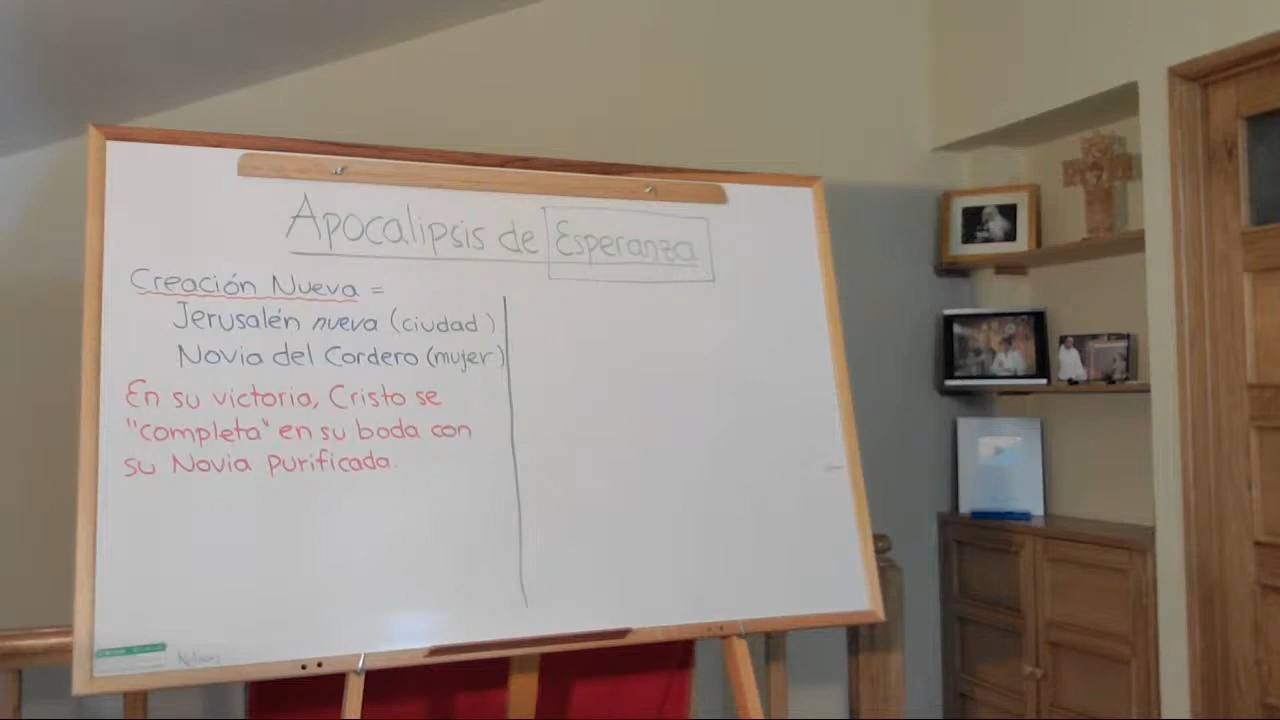 Apocalipsis de Esperanza
Creación Nueva =
Jerusalén nueva (ciudad)
Novia del Cordero (mujer)
En su victoria, Cristo se
"completa" en su boda con
su Novia purificada.